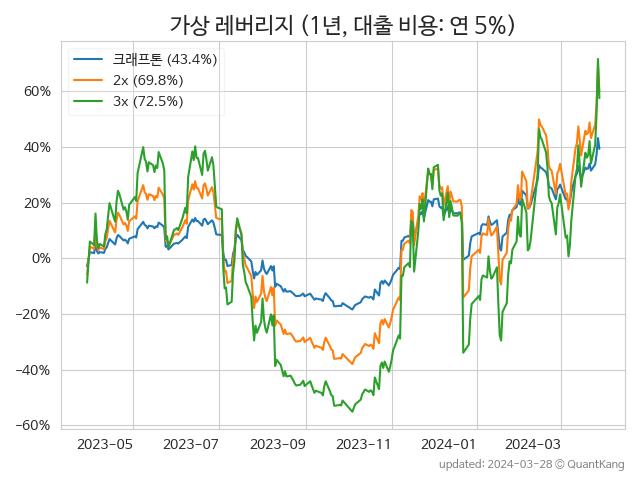 가상 레버리지 (1년, 대출 비용: 연 5%)
크래프톤 (43.4%)
2x (69.8%)
3x (72.5%)
60%
40%
20%
0%
−20%
−40%
−60%
2023-05 2023-07 2023-09 2023-11 2024-01 2024-03
updated: 2024-03-28 © QuantKang